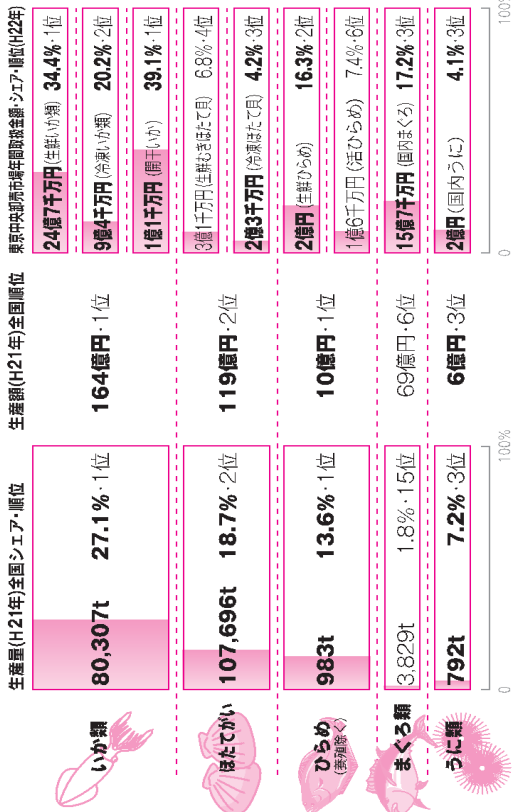 生産量(H21年)全国シェア・順位
生産額(H21年)全国順位
東京中央卸売市場年間取扱金額・シェア・順位(H22年)
いか類
80,307t
27.1%・1位
164億円・1位
24億7千万円(生鮮いか類) 34.4%・1位
9億4千万円(冷凍いか類) 20.2%・2位
1億1千万円(開干いか) 39.1%・1位
ほたてがい
107,696t
18.7%・2位
119億円・2位
3億1千万円(生鮮むきほたて貝) 6.8%・4位
2億3千万円(冷凍ほたて貝) 4.2%・3位
ひらめ
(養殖除く)
983t
13.6%・1位
10億円・1位
2億円(生鮮ひらめ) 16.3%・2位
1億6千万円(活ひらめ) 7.4%・6位
まぐろ類
3,829t
1.8%・15位
69億円・6位
15億7千万円(国内まぐろ) 17.2%・3位
うに類
792t
7.2%・3位
6億円・3位
2億円(国内うに) 4.1%・3位
0
100%
0
100%